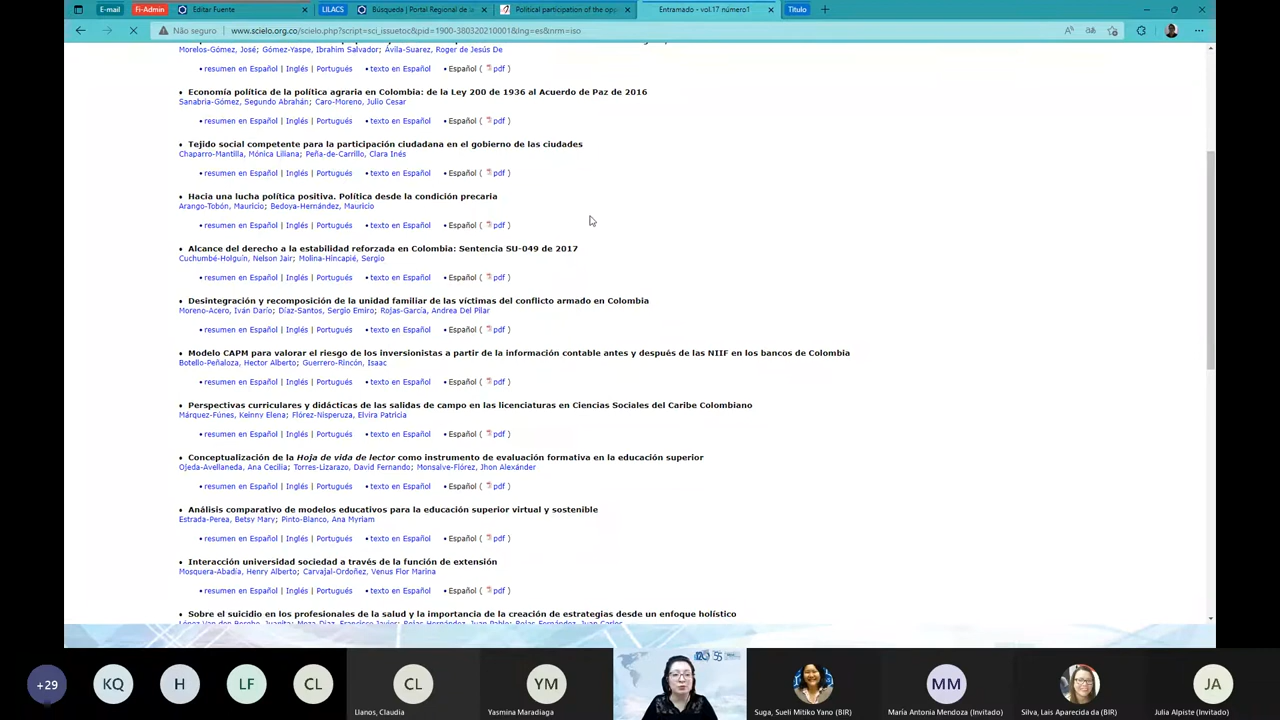 E-mail
Fi-Admin
Editar Fuente
LILACS
Búsqueda | Portal Regional de la
Political participation of the opp
Entramado - vol.17 número1
Titulo
Não seguro
www.scielo.org.co/scielo.php?script=sci_issuetoc&pid=1900-380320210001&lng=es&nrm=iso
Morelos-Gómez, José; Gómez-Yaspe, Ibrahim Salvador; Ávila-Suarez, Roger de Jesús De
• resumen en Español | Inglés | Portugués • texto en Español • Español ( pdf )
• Economía política de la política agraria en Colombia: de la Ley 200 de 1936 al Acuerdo de Paz de 2016
Sanabria-Gómez, Segundo Abrahán; Caro-Moreno, Julio Cesar
• resumen en Español | Inglés | Portugués • texto en Español • Español ( pdf )
• Tejido social competente para la participación ciudadana en el gobierno de las ciudades
Chaparro-Mantilla, Mónica Liliana; Peña-de-Carrillo, Clara Inés
• resumen en Español | Inglés | Portugués • texto en Español • Español ( pdf )
• Hacia una lucha política positiva. Política desde la condición precaria
Arango-Tobón, Mauricio; Bedoya-Hernández, Mauricio
• resumen en Español | Inglés | Portugués • texto en Español • Español ( pdf )
• Alcance del derecho a la estabilidad reforzada en Colombia: Sentencia SU-049 de 2017
Cuchumbé-Holguín, Nelson Jair; Molina-Hincapié, Sergio
• resumen en Español | Inglés | Portugués • texto en Español • Español ( pdf )
• Desintegración y recomposición de la unidad familiar de las víctimas del conflicto armado en Colombia
Moreno-Acero, Iván Darío; Díaz-Santos, Sergio Emiro; Rojas-García, Andrea Del Pilar
• resumen en Español | Inglés | Portugués • texto en Español • Español ( pdf )
• Modelo CAPM para valorar el riesgo de los inversionistas a partir de la información contable antes y después de las NIIF en los bancos de Colombia
Botello-Peñaloza, Hector Alberto; Guerrero-Rincón, Isaac
• resumen en Español | Inglés | Portugués • texto en Español • Español ( pdf )
• Perspectivas curriculares y didácticas de las salidas de campo en las licenciaturas en Ciencias Sociales del Caribe Colombiano
Márquez-Fúnes, Keinny Elena; Flórez-Nisperuza, Elvira Patricia
• resumen en Español | Inglés | Portugués • texto en Español • Español ( pdf )
• Conceptualización de la Hoja de vida de lector como instrumento de evaluación formativa en la educación superior
Ojeda-Avellaneda, Ana Cecilia; Torres-Lizarazo, David Fernando; Monsalve-Flórez, Jhon Alexánder
• resumen en Español | Inglés | Portugués • texto en Español • Español ( pdf )
• Análisis comparativo de modelos educativos para la educación superior virtual y sostenible
Estrada-Perea, Betsy Mary; Pinto-Blanco, Ana Myriam
• resumen en Español | Inglés | Portugués • texto en Español • Español ( pdf )
• Interacción universidad sociedad a través de la función de extensión
Mosquera-Abadía, Henry Alberto; Carvajal-Ordoñez, Venus Flor Marina
• resumen en Español | Inglés | Portugués • texto en Español • Español ( pdf )
• Sobre el suicidio en los profesionales de la salud y la importancia de la creación de estrategias desde un enfoque holístico
+29
KQ
H
LF
CL
CL
Llanos, Claudia
YM
Yasmina Maradiaga
Suga, Sueli Mitiko Yano (BIR)
MM
María Antonia Mendoza (Invitado)
Silva, Lais Aparecida da (BIR)
JA
Julia Alpiste (Invitado)